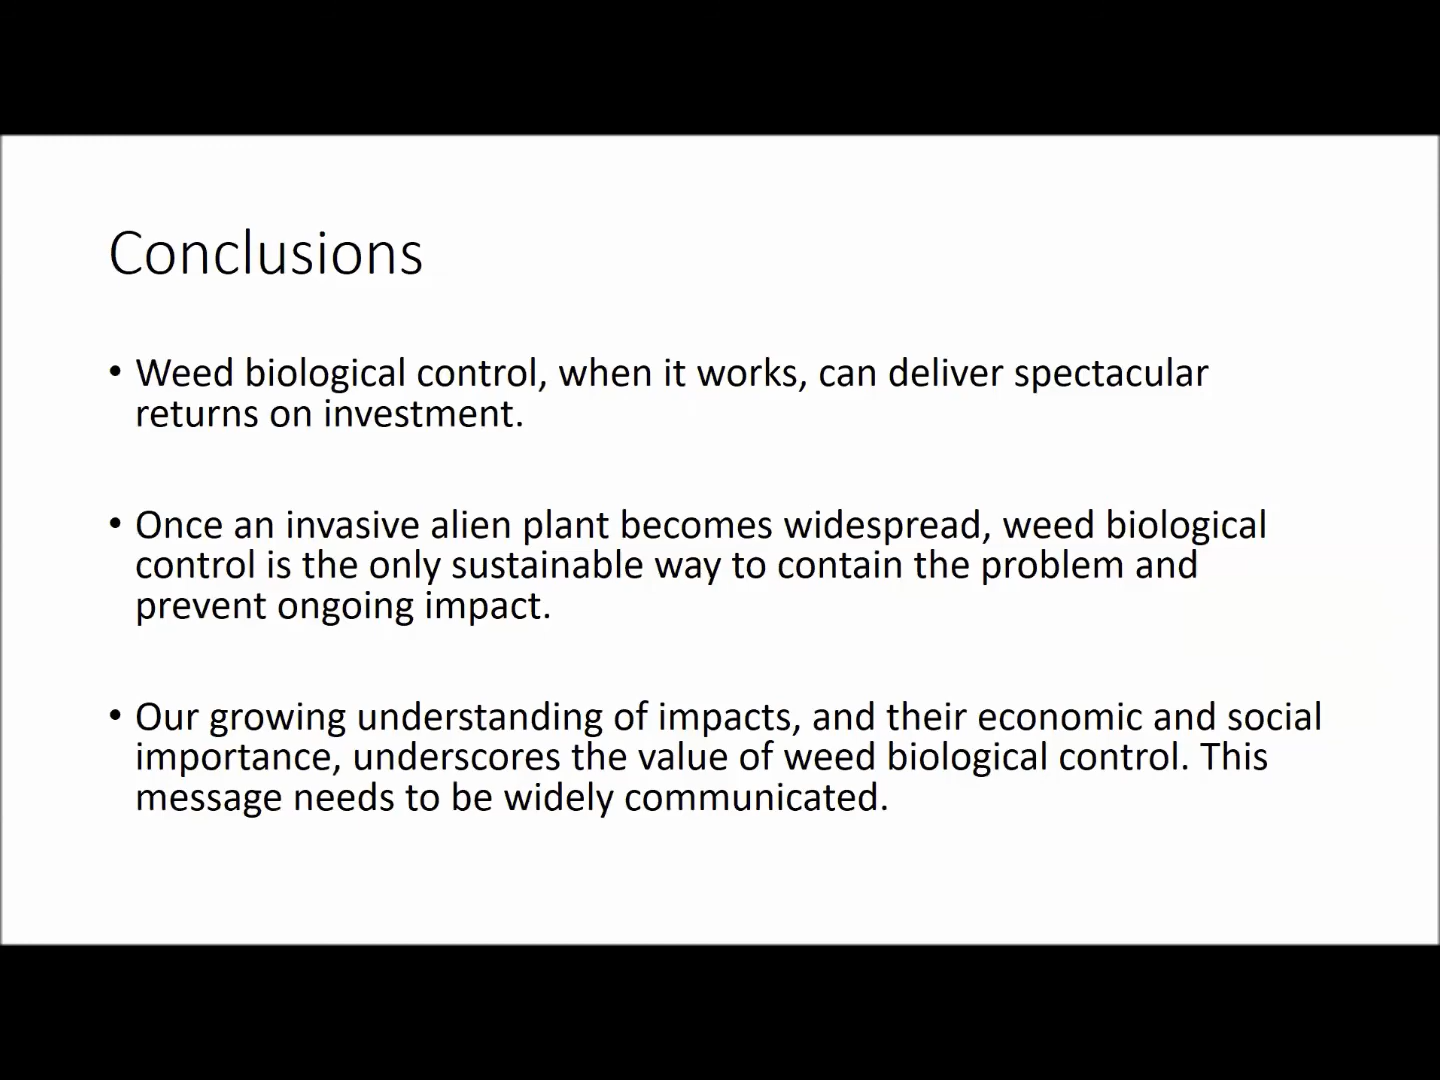 Conclusions
• Weed biological control, when it works, can deliver spectacular
returns on investment.
• Once an invasive alien plant becomes widespread, weed biological
control is the only sustainable way to contain the problem and
prevent ongoing impact.
• Our growing understanding of impacts, and their economic and social
importance, underscores the value of weed biological control. This
message needs to be widely communicated.